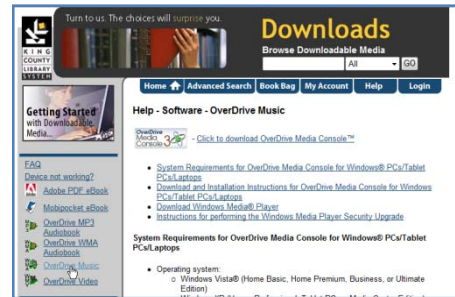 Turn to us. The choices will surprise you.
KING
COUNTY
LIBRARY
SYSTEM
Downloads
Browse Downloadable Media
All
GO
Home
Advanced Search
Book Bag
My Account
Help
Login
Getting Started
with Downloadable
Media...
FAQ
Device not working?
Adobe PDF eBook
Mobipocket eBook
OverDrive MP3
Audiobook
OverDrive WMA
Audiobook
OverDrive Music
OverDrive Video
Help - Software - OverDrive Music
OverDrive
Media
Console
- Click to download OverDrive Media Console™
• System Requirements for OverDrive Media Console for Windows® PCs/Tablet
PCs/Laptops
• Download and Installation Instructions for OverDrive Media Console for Windows
PCs/Tablet PCs/Laptops
• Download Windows Media® Player
• Instructions for performing the Windows Media Player Security Upgrade
System Requirements for OverDrive Media Console for Windows® PCs/Tablet
PCs/Laptops
• Operating system:
o Windows Vista® (Home Basic, Home Premium, Business, or Ultimate
Edition)